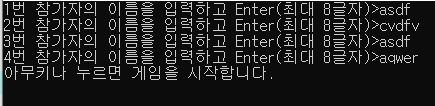 1번 참가자의 이름을 입력하고 Enter(최대 8글자)>asdf
2번 참가자의 이름을 입력하고 Enter(최대 8글자)>cvdfv
3번 참가자의 이름을 입력하고 Enter(최대 8글자)>asdf
4번 참가자의 이름을 입력하고 Enter(최대 8글자)>aqwer
아무키나 누르면 게임을 시작합니다.